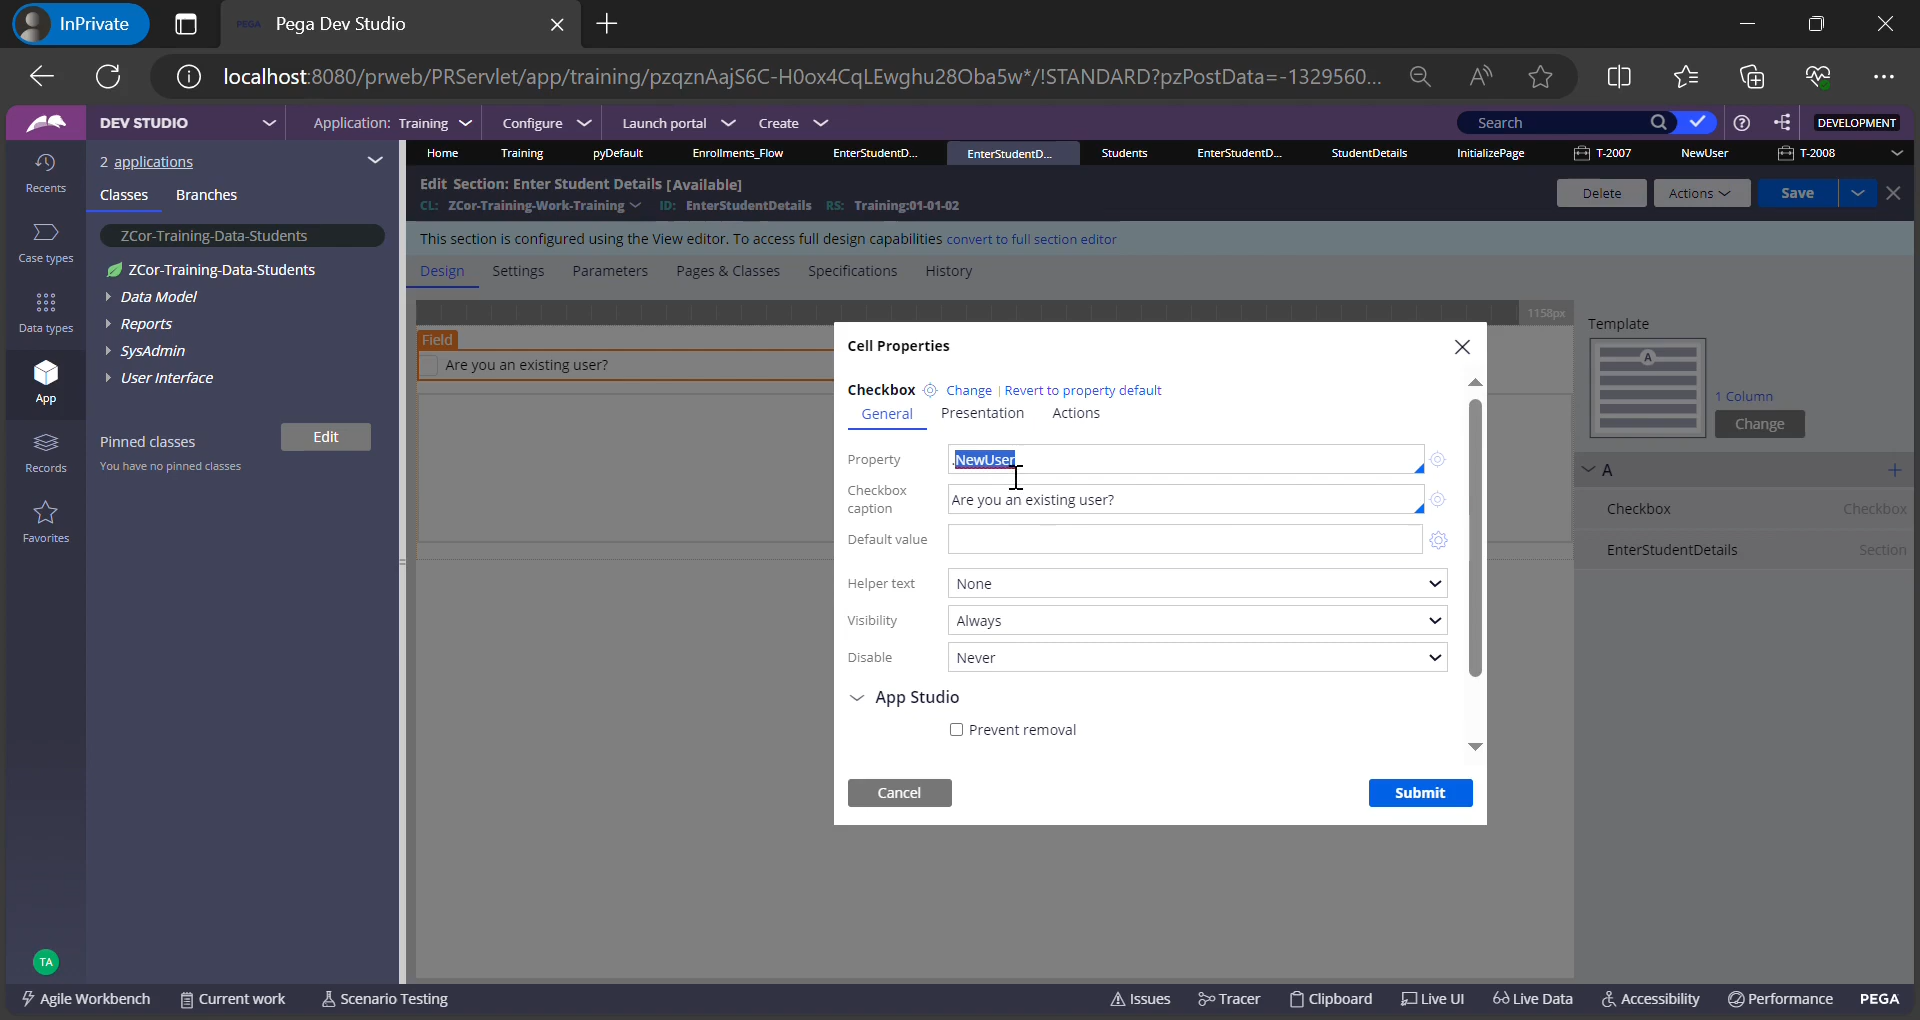 InPrivate
PEGA Pega Dev Studio
localhost:8080/prweb/PRServlet/app/training/pzqznAajS6C-H0ox4CqLEwghu28Oba5w*/!STANDARD?pzPostData=-1329560...
DEV STUDIO
Application: Training
Configure
Launch portal
Create
Search
DEVELOPMENT
Recents
Case types
Data types
App
Records
Favorites
TA
2 applications
Classes Branches
ZCor-Training-Data-Students
ZCor-Training-Data-Students
Data Model
Reports
SysAdmin
User Interface
Pinned classes
Edit
You have no pinned classes
Home Training pyDefault Enrollments_Flow EnterStudentD... EnterStudentD... Students EnterStudentD... StudentDetails InitializePage T-2007 NewUser T-2008
Edit Section: Enter Student Details [Available]
CL: ZCor-Training-Work-Training ID: EnterStudentDetails RS: Training:01-01-02
Delete Actions Save
This section is configured using the View editor. To access full design capabilities convert to full section editor
Design Settings Parameters Pages & Classes Specifications History
1158px
Field
Are you an existing user?
Cell Properties
Checkbox Change | Revert to property default
General Presentation Actions
Property .NewUser
Checkbox caption Are you an existing user?
Default value
Helper text None
Visibility Always
Disable Never
App Studio
Prevent removal
Cancel Submit
Template
A
1 Column
Change
A
Checkbox Checkbox
EnterStudentDetails Section
Agile Workbench Current work Scenario Testing Issues Tracer Clipboard Live UI Live Data Accessibility Performance PEGA